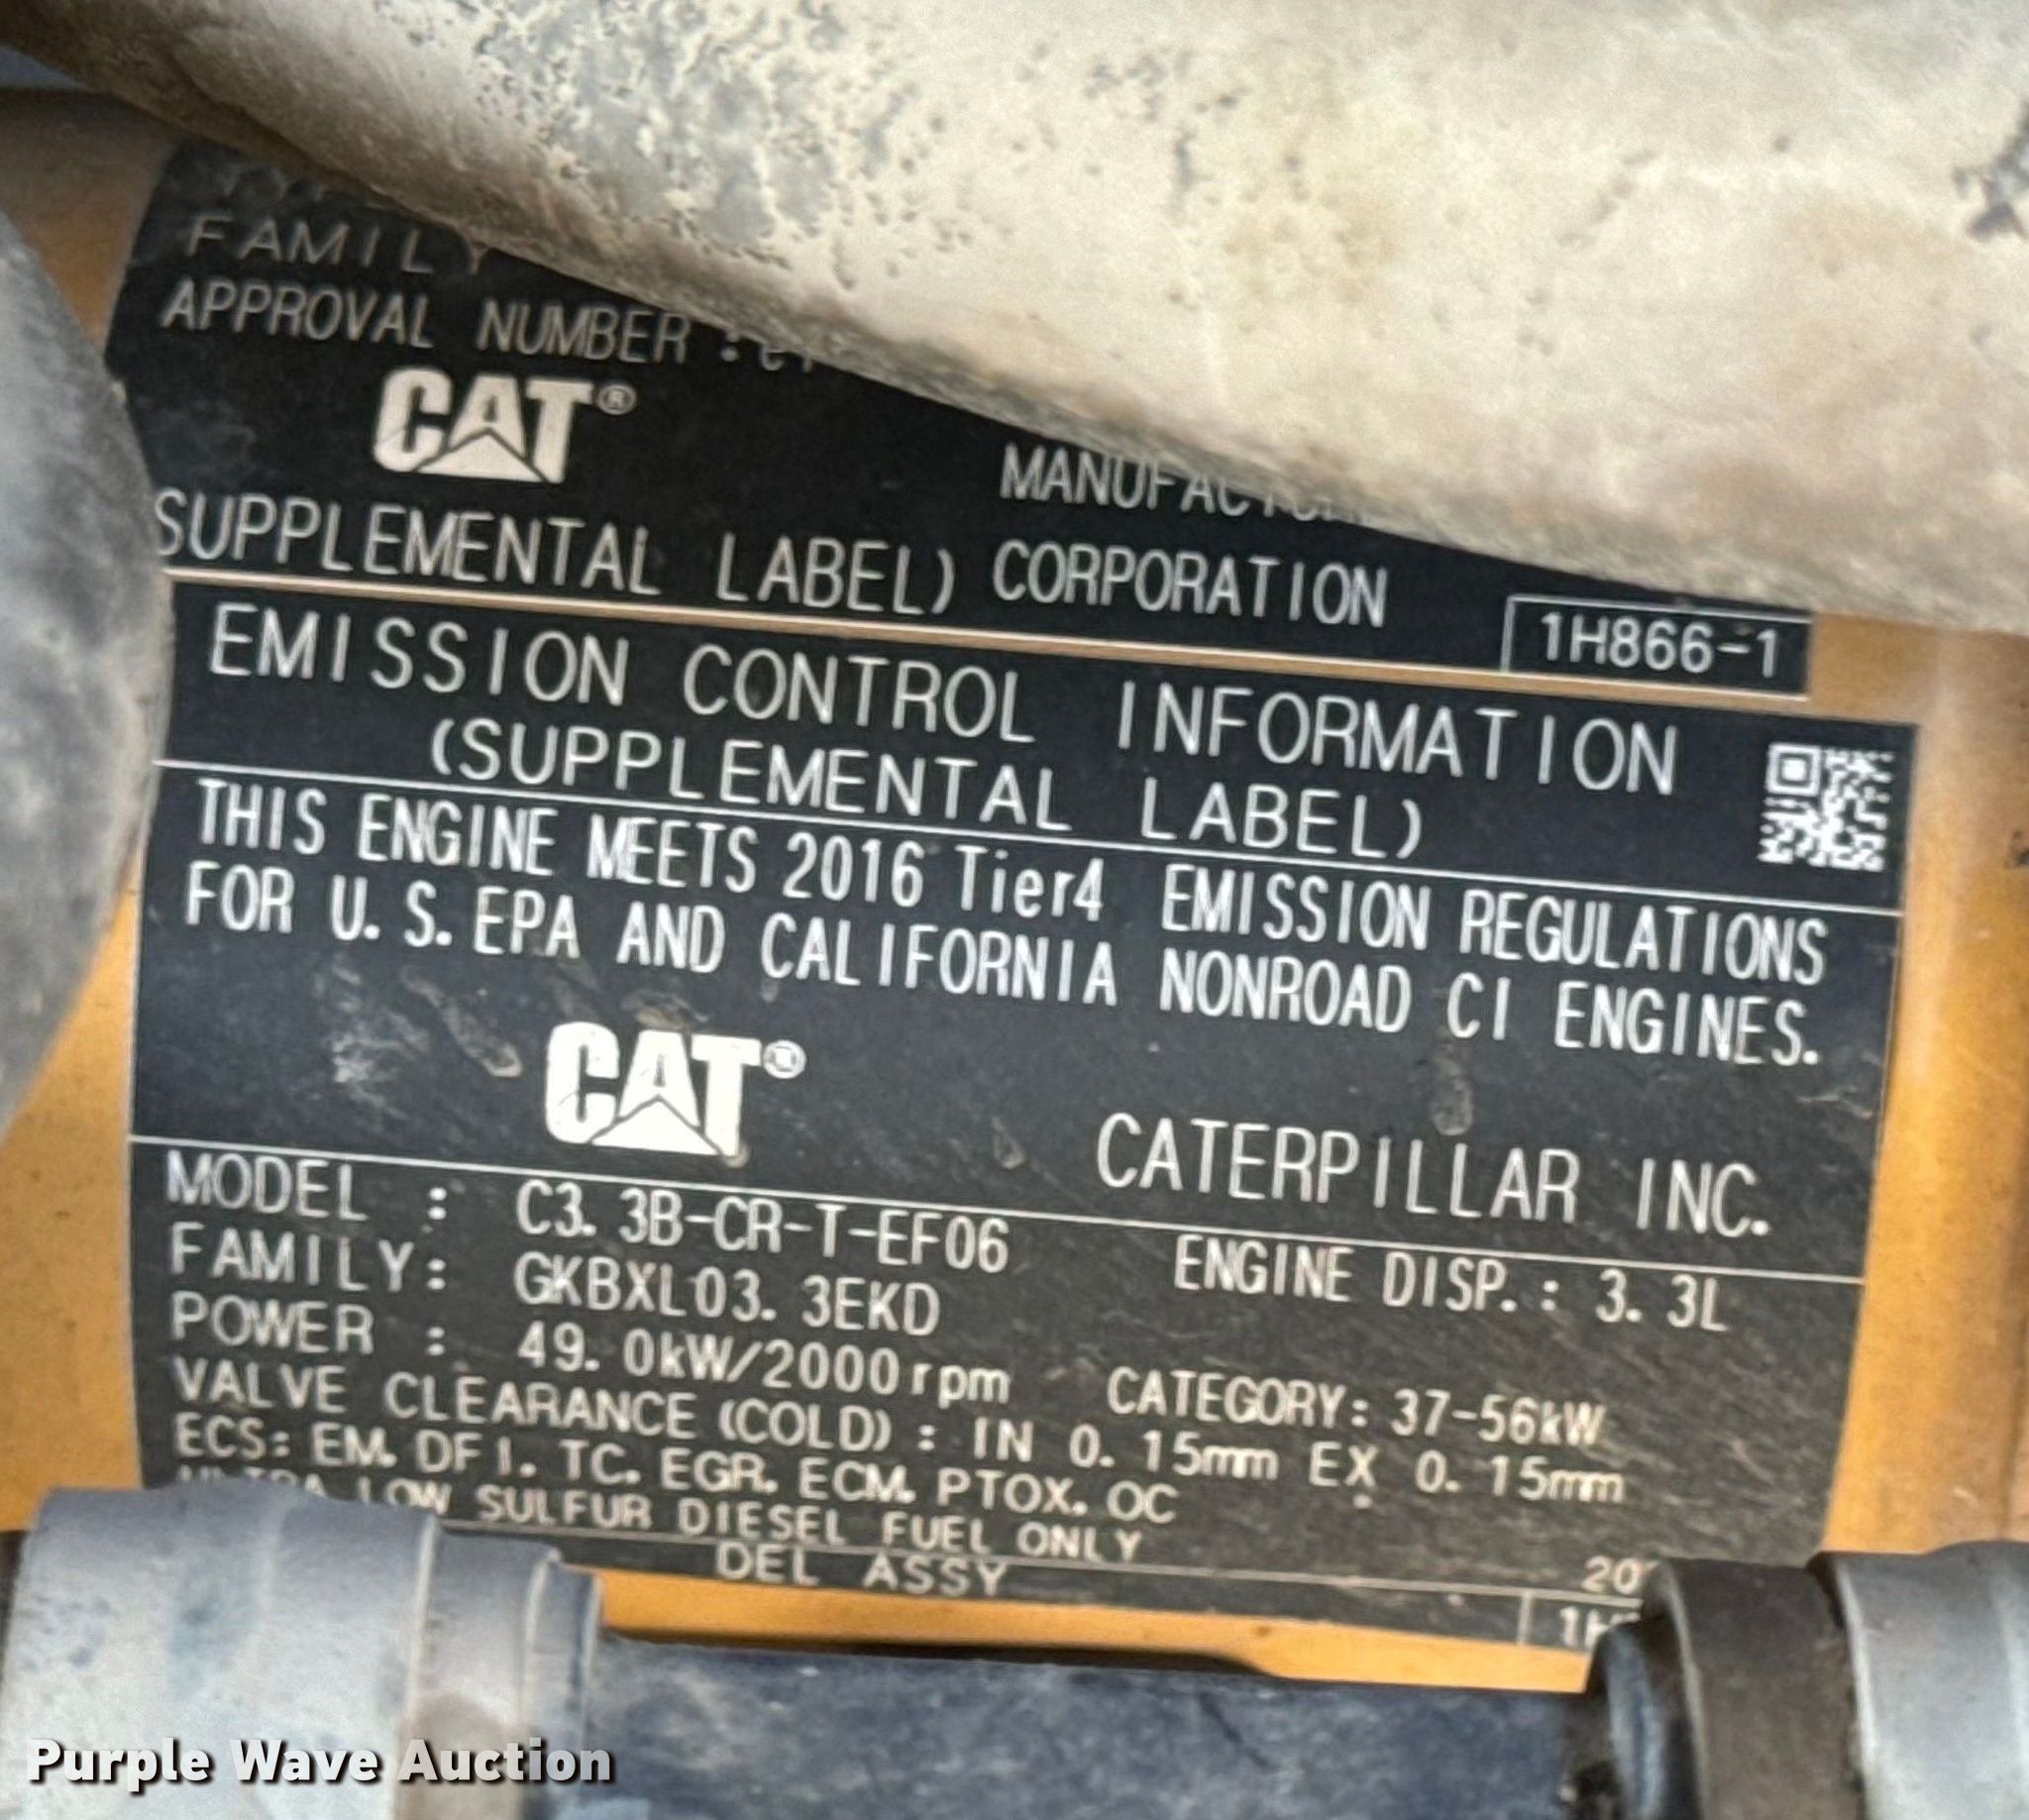 FAMILY
APPROVAL NUMBER :
CAT®
SUPPLEMENTAL LABEL) CORPORATION
1H866-1
EMISSION CONTROL INFORMATION
(SUPPLEMENTAL LABEL)
THIS ENGINE MEETS 2016 Tier4 EMISSION REGULATIONS
FOR U.S.EPA AND CALIFORNIA NONROAD CI ENGINES.
CAT®
CATERPILLAR INC.
MODEL : C3.3B-CR-T-EF06 ENGINE DISP.: 3.3L
FAMILY: GKBXL03.3EKD
POWER : 49.0kW/2000rpm CATEGORY: 37-56kW
VALVE CLEARANCE (COLD) : IN 0.15mm EX 0.15mm
ECS: EM. DFI. TC. EGR. ECM. PTOX. OC
ULTRA LOW SULFUR DIESEL FUEL ONLY
DEL ASSY
Purple Wave Auction